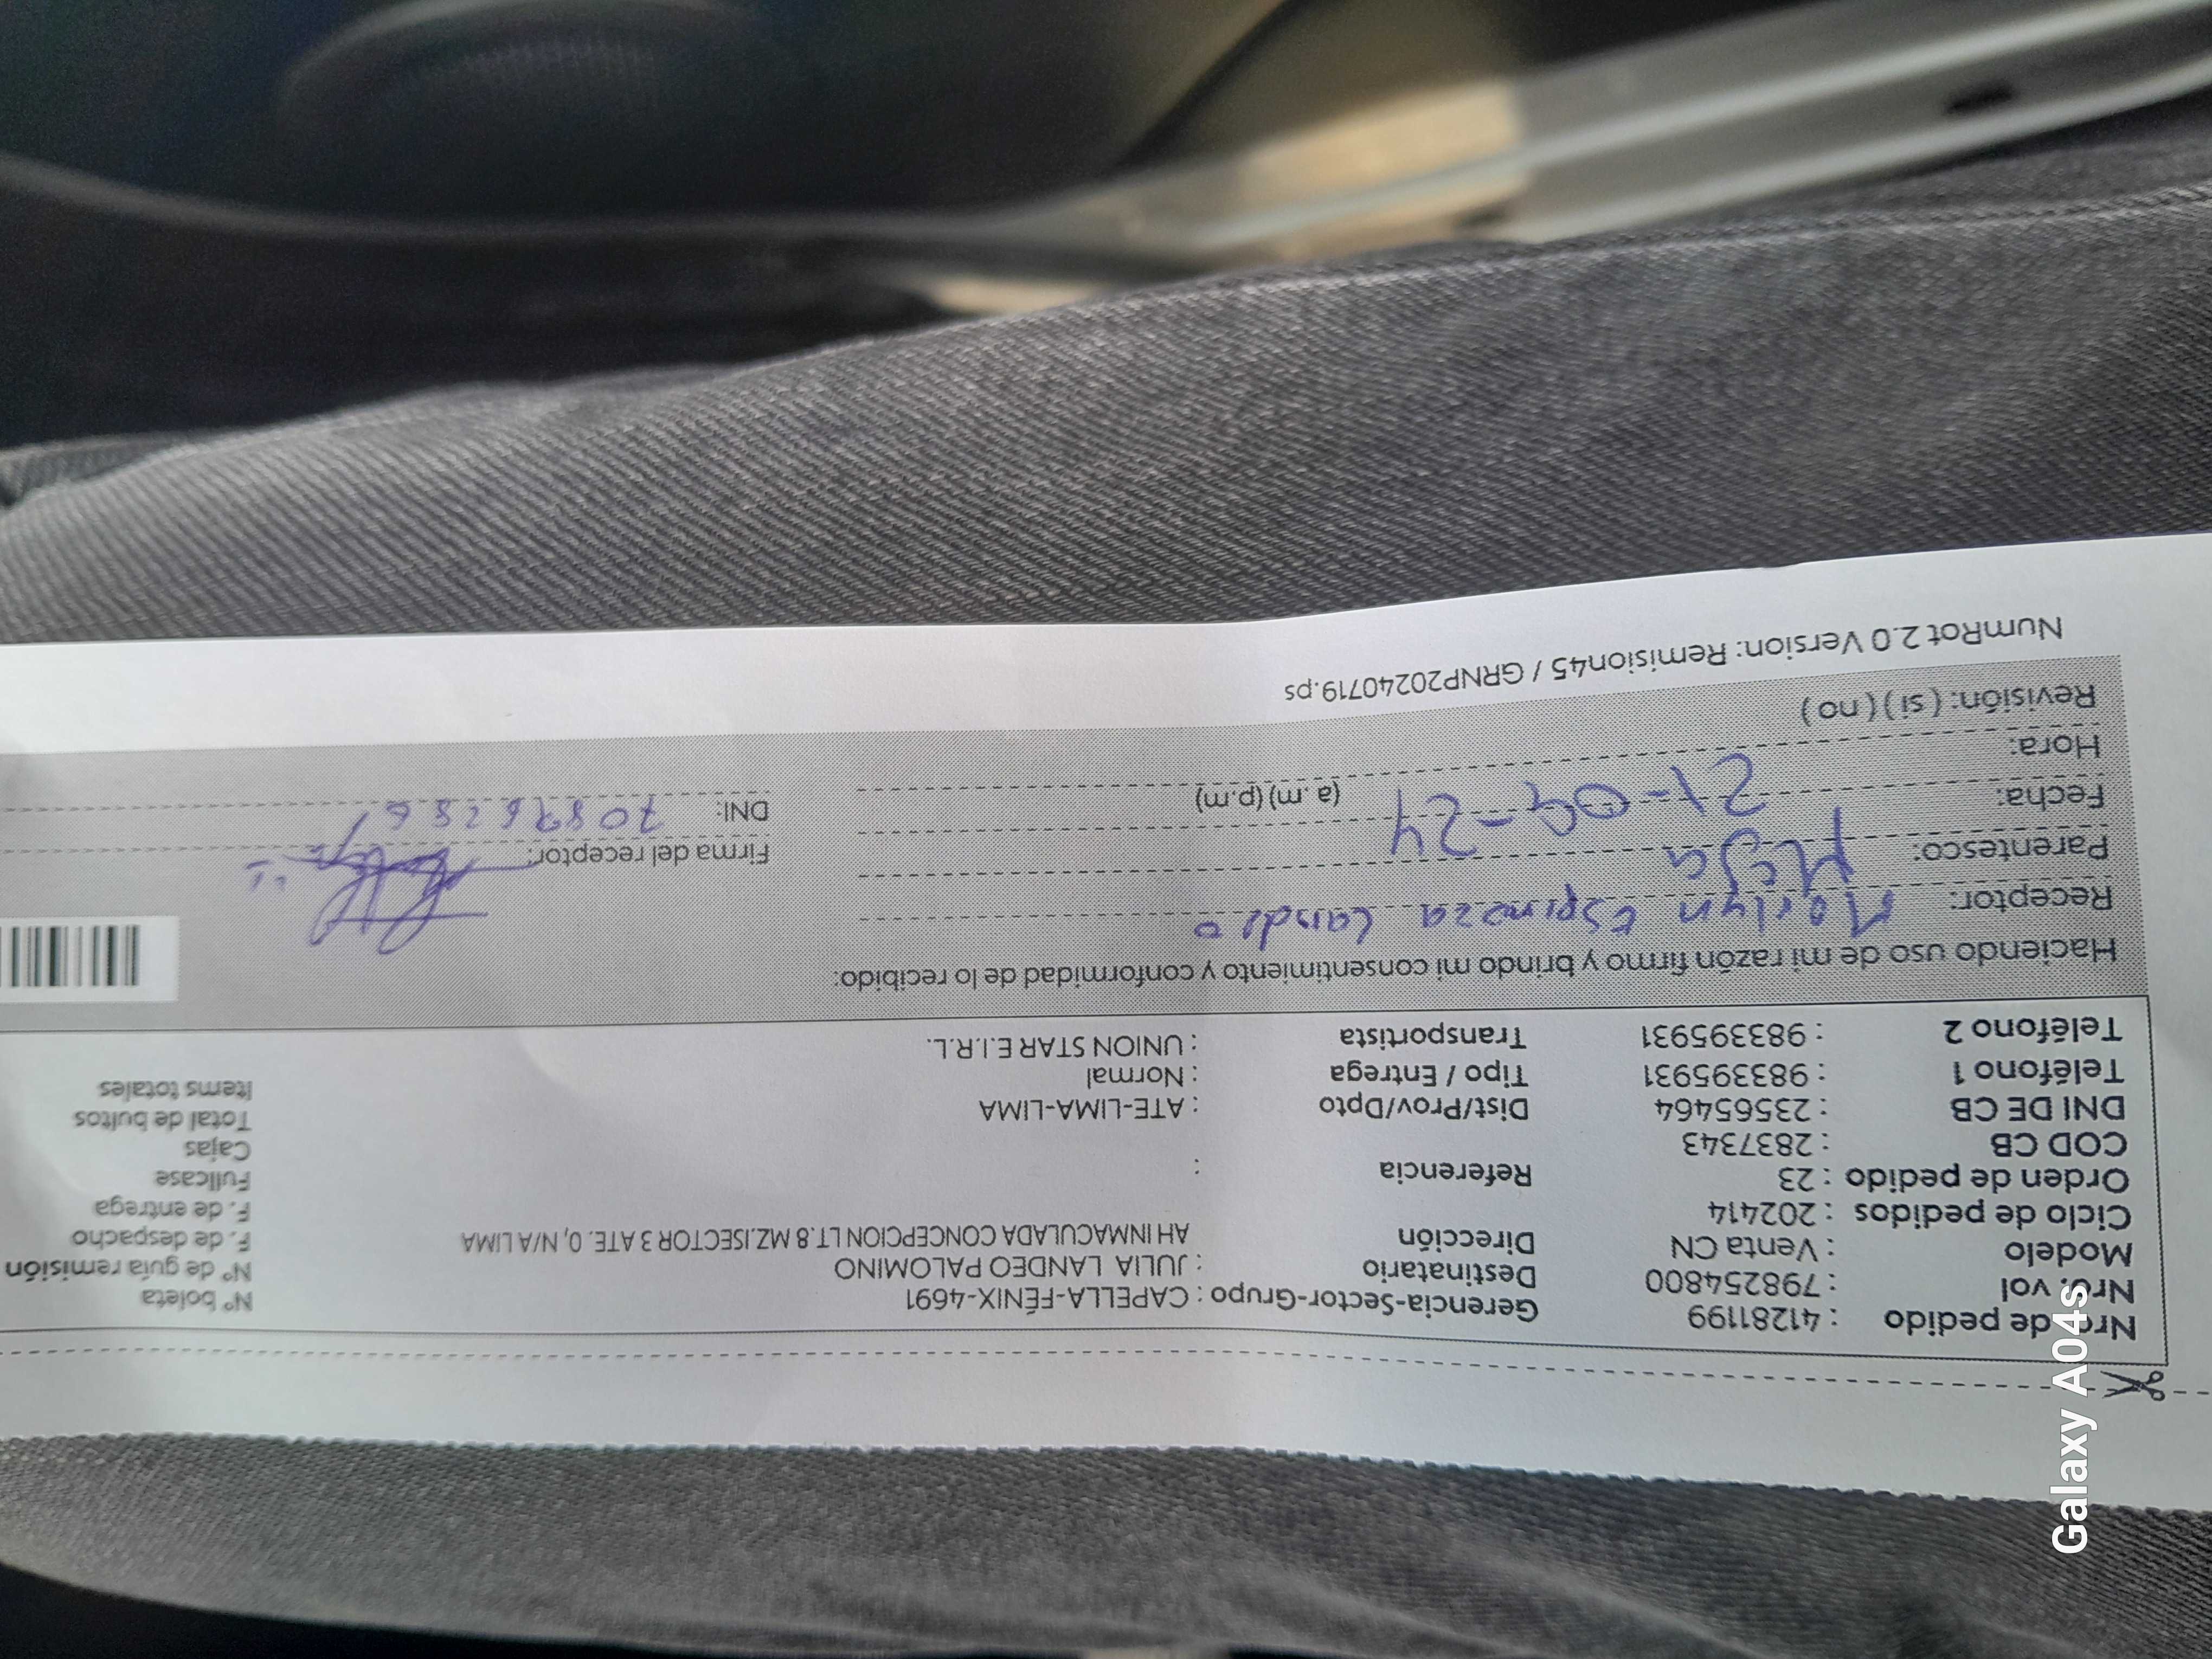 Nro de pedido : 41281199 Gerencia-Sector-Grupo : CAPELLA-FÉNIX-4691 Nº boleta
Nro. vol : 798254800 Destinatario : JULIA LANDEO PALOMINO Nº de guía remisión
Modelo : Venta CN Dirección AH INMACULADA CONCEPCION LT.8 MZ.ISECTOR 3 ATE. 0, N/A LIMA F. de despacho
Ciclo de pedidos : 202414 F. de entrega
Orden de pedido : 23 Referencia : Fullcase
COD CB : 2837343 Cajas
DNI DE CB : 23565464 Dist/Prov/Dpto : ATE-LIMA-LIMA Total de bultos
Teléfono 1 : 983395931 Tipo / Entrega : Normal Items totales
Teléfono 2 : 983395931 Transportista : UNION STAR E.I.R.L.
Haciendo uso de mi razón firmo y brindo mi consentimiento y conformidad de lo recibido:
Receptor: Marlyn Espinoza Landeo
Parentesco: Hija Firma del receptor:
Fecha: 21-09-24 DNI: 70896286
Hora: (a.m) (p.m)
Revisión: (si) (no)
NumRot 2.0 Version: Remision45 / GRNP20240719.ps
Galaxy A04s